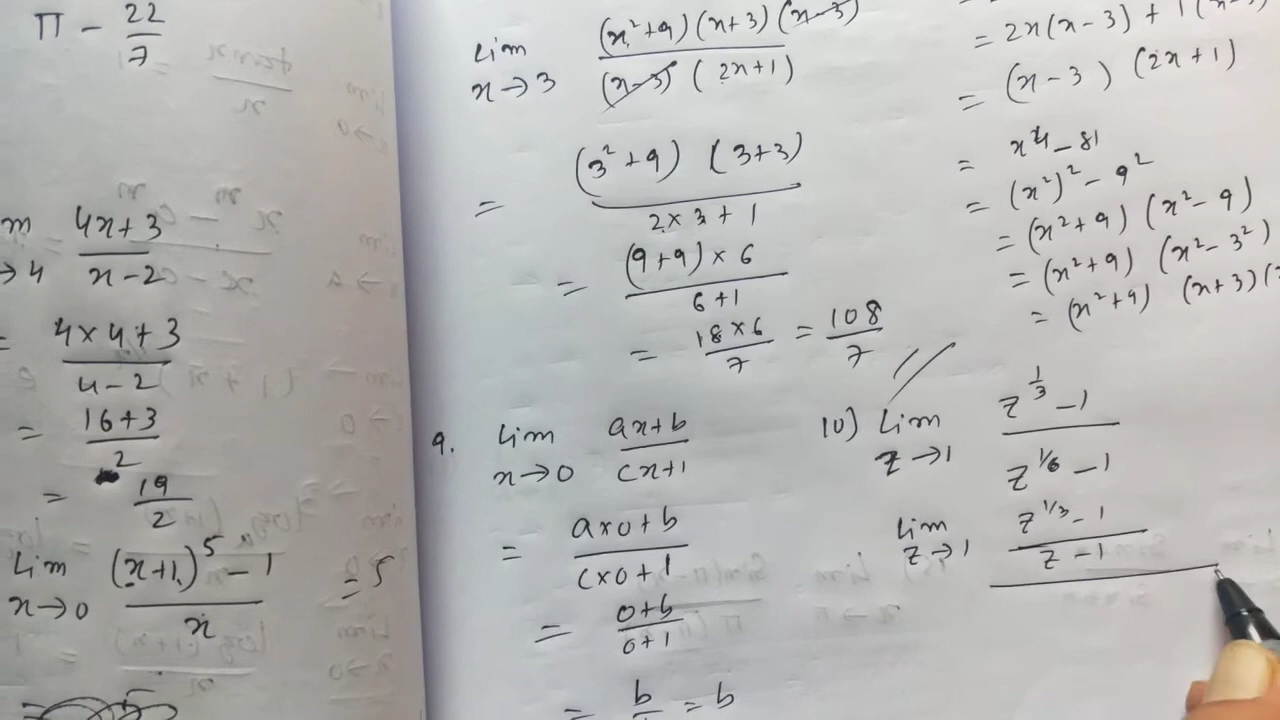 π - 22/7
m 4x+3
→4 x-2
= 4×4+3
4-2
= 16+3
2
= 19
2
Lim (x+1)⁵ - 1 = 5
x→0 x
Lim (x²+9)(x+3)(x-3)
x→3 (x-3)(2x+1)
= (3²+9) (3+3)
2×3+1
= (9+9)×6
6+1
= 18×6 = 108
7 7
9. Lim ax+b
x→0 cx+1
= a×0+b
c×0+1
= 0+b
0+1
= b = b
= 2x(x-3)+1(x-3)
= (x-3) (2x+1)
= x⁴-81
= (x²)² - 9²
= (x²+9) (x²-9)
= (x²+9) (x²-3²)
= (x²+9) (x+3)(
10) Lim z^1/3 - 1
z→1 z^1/6 - 1
Lim z^1/3 - 1
z→1 z - 1